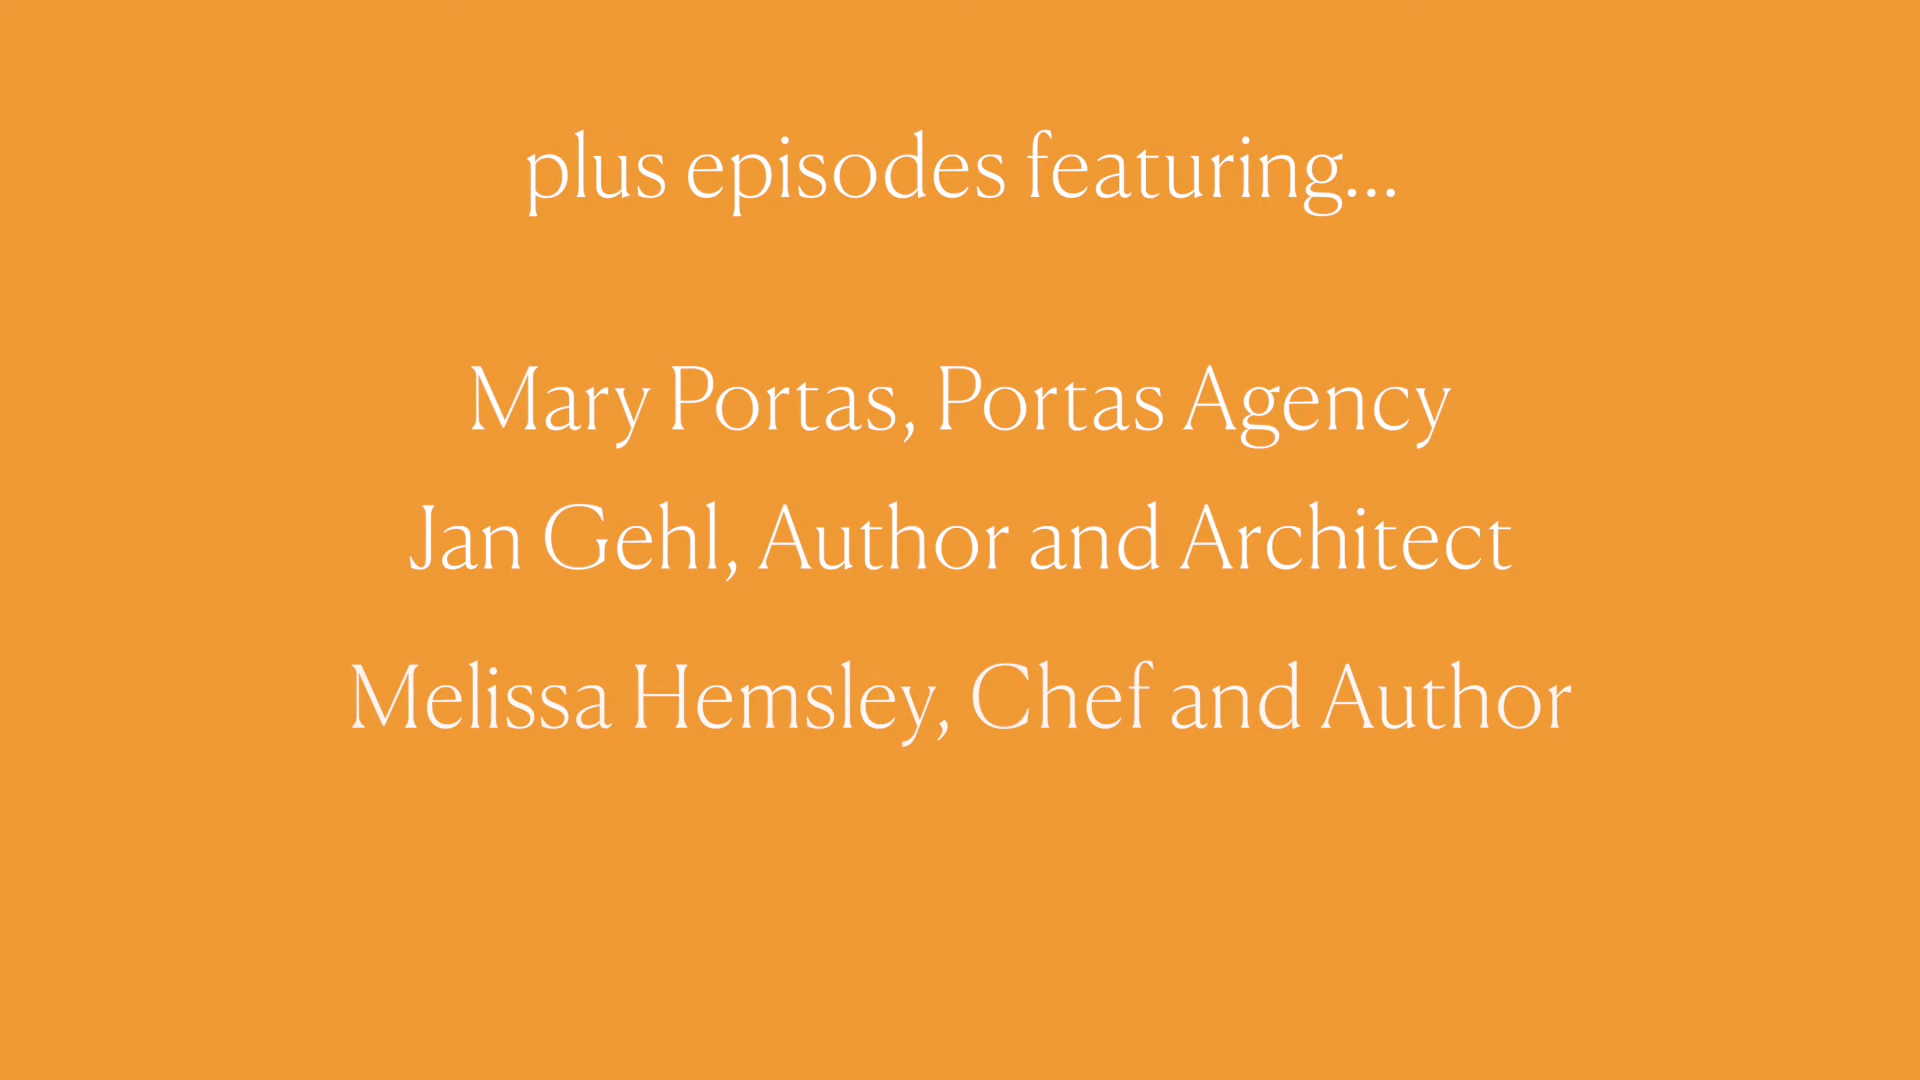 plus episodes featuring...
Mary Portas, Portas Agency
Jan Gehl, Author and Architect
Melissa Hemsley, Chef and Author